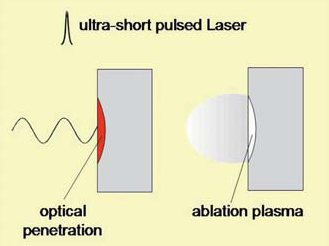 ultra-short pulsed Laser
optical
penetration
ablation plasma